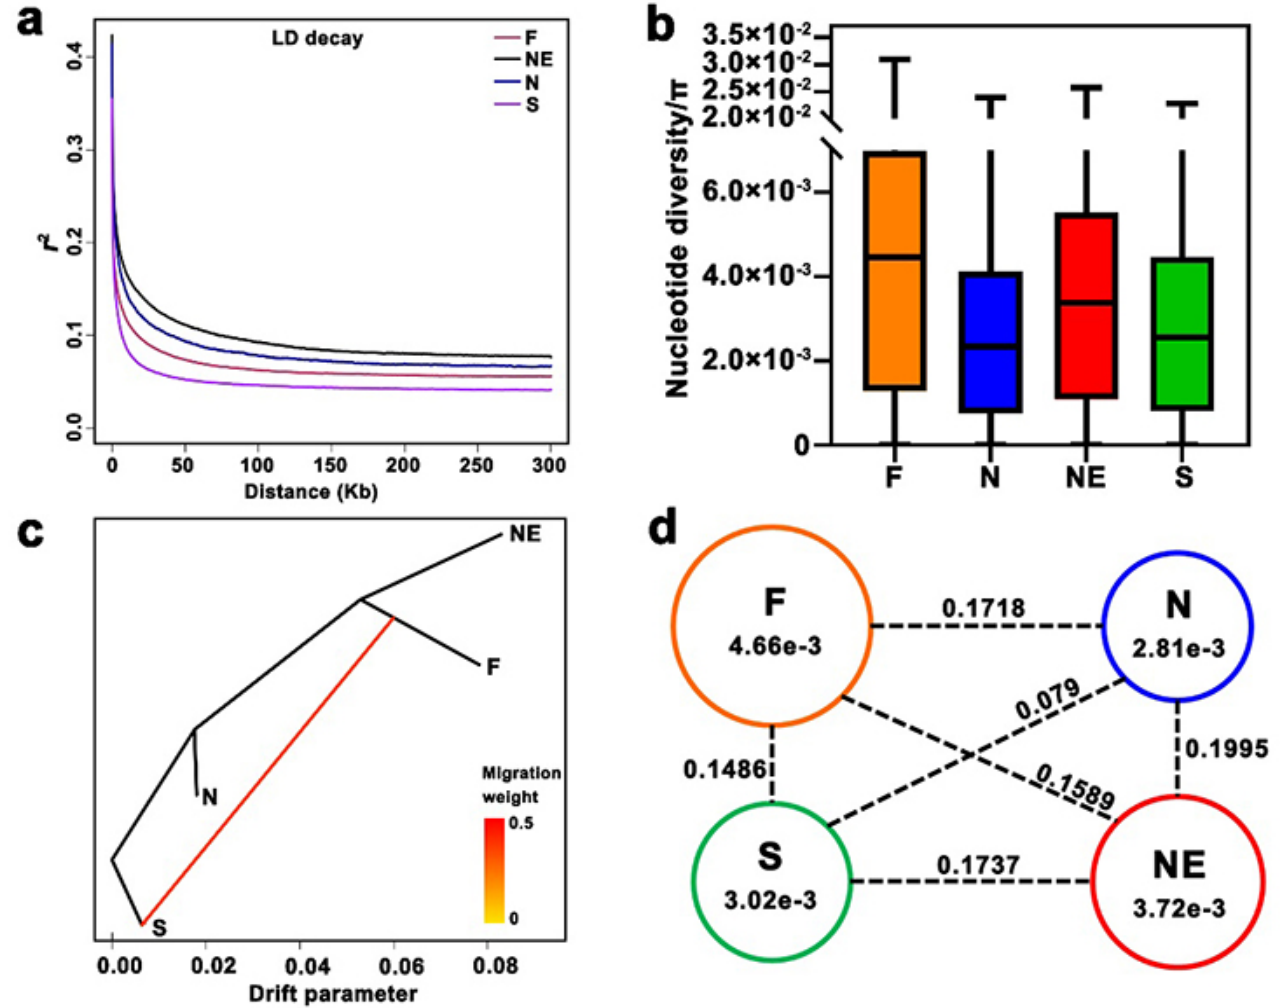 a
LD decay
F
NE
N
S
0.4
0.3
0.2
0.1
0.0
r²
0 50 100 150 200 250 300
Distance (Kb)
b
Nucleotide diversity/π
3.5×10⁻²
3.0×10⁻²
2.5×10⁻²
2.0×10⁻²
6.0×10⁻³
4.0×10⁻³
2.0×10⁻³
0
F N NE S
c
NE
F
N
S
Migration
weight
0.5
0
0.00 0.02 0.04 0.06 0.08
Drift parameter
d
F
4.66e-3
0.1718
N
2.81e-3
0.079
0.1486
0.1589
0.1995
S
3.02e-3
0.1737
NE
3.72e-3